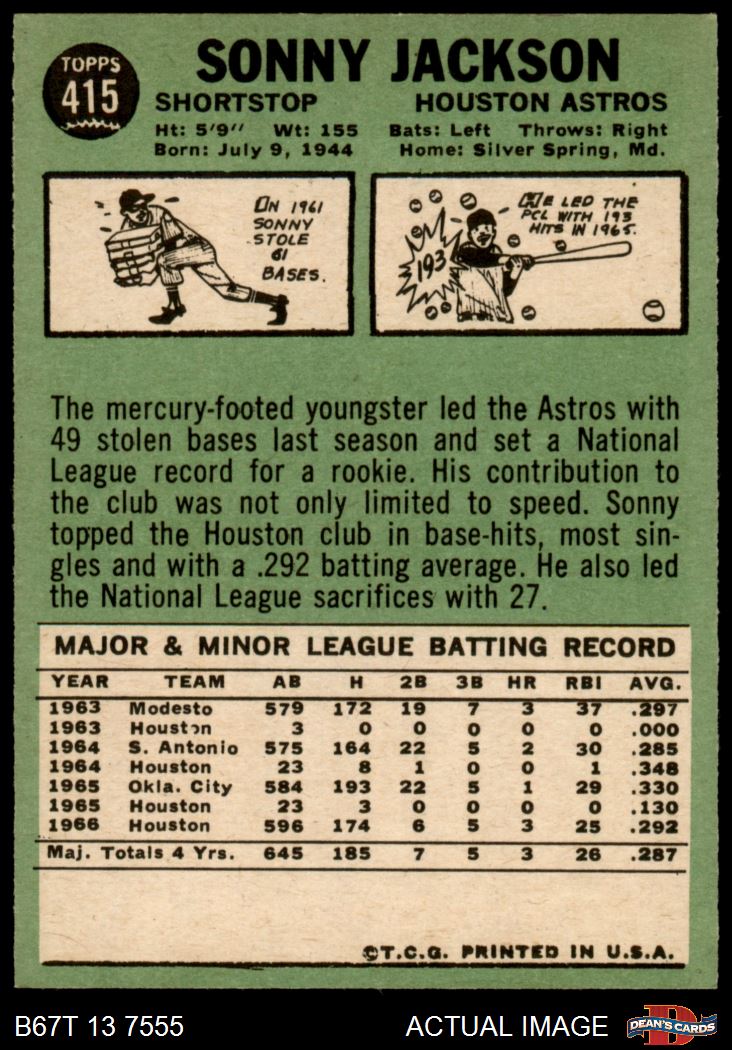 TOPPS
415
SONNY JACKSON
SHORTSTOP HOUSTON ASTROS
Ht: 5'9" Wt: 155 Bats: Left Throws: Right
Born: July 9, 1944 Home: Silver Spring, Md.
IN 1961
SONNY
STOLE
61
BASES.
HE LED THE
PCL WITH 193
HITS IN 1965.
193
The mercury-footed youngster led the Astros with
49 stolen bases last season and set a National
League record for a rookie. His contribution to
the club was not only limited to speed. Sonny
topped the Houston club in base-hits, most sin-
gles and with a .292 batting average. He also led
the National League sacrifices with 27.
MAJOR & MINOR LEAGUE BATTING RECORD
YEAR TEAM AB H 2B 3B HR RBI AVG.
1963 Modesto 579 172 19 7 3 37 .297
1963 Houston 3 0 0 0 0 0 .000
1964 S. Antonio 575 164 22 5 2 30 .285
1964 Houston 23 8 1 0 0 1 .348
1965 Okla. City 584 193 22 5 1 29 .330
1965 Houston 23 3 0 0 0 0 .130
1966 Houston 596 174 6 5 3 25 .292
Maj. Totals 4 Yrs. 645 185 7 5 3 26 .287
©T.C.G. PRINTED IN U.S.A.
B67T 13 7555 ACTUAL IMAGE
DEAN'S CARDS